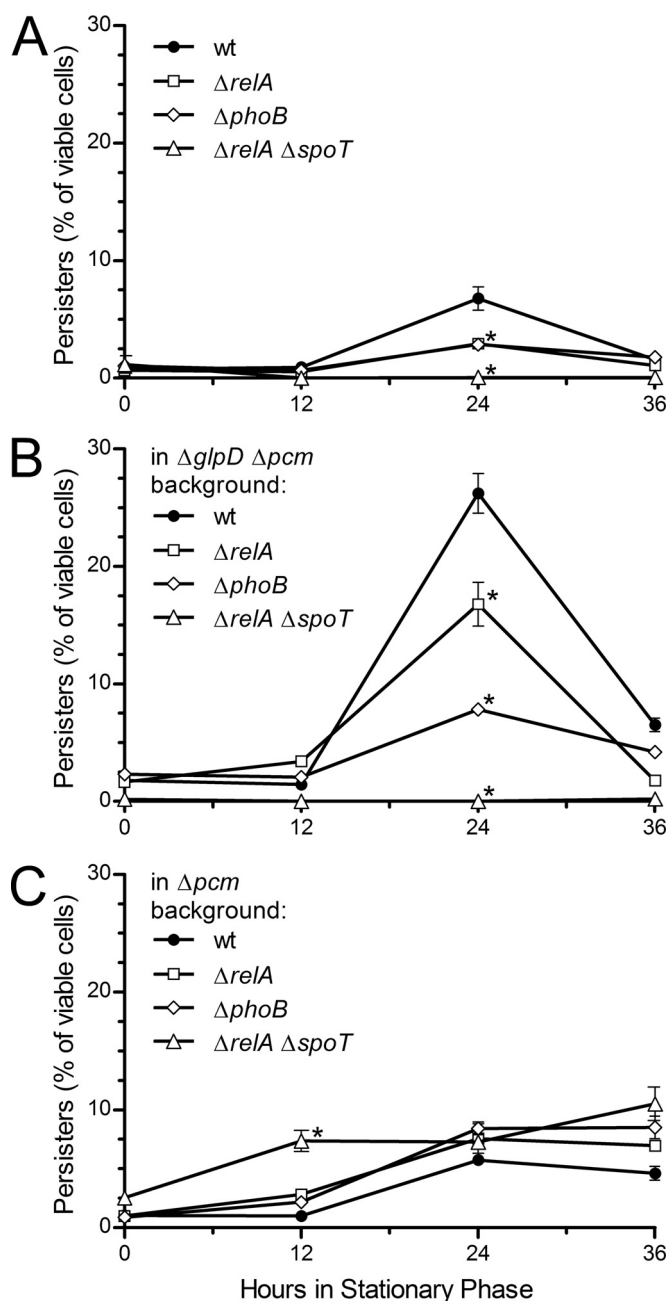 A
Persisters (% of viable cells)
30
20
10
0
wt
ΔrelA
ΔphoB
ΔrelA ΔspoT
*
*
0 12 24 36
B
Persisters (% of viable cells)
30
20
10
0
in ΔglpD Δpcm
background:
wt
ΔrelA
ΔphoB
ΔrelA ΔspoT
*
*
*
0 12 24 36
C
Persisters (% of viable cells)
30
20
10
0
in Δpcm
background:
wt
ΔrelA
ΔphoB
ΔrelA ΔspoT
*
0 12 24 36
Hours in Stationary Phase